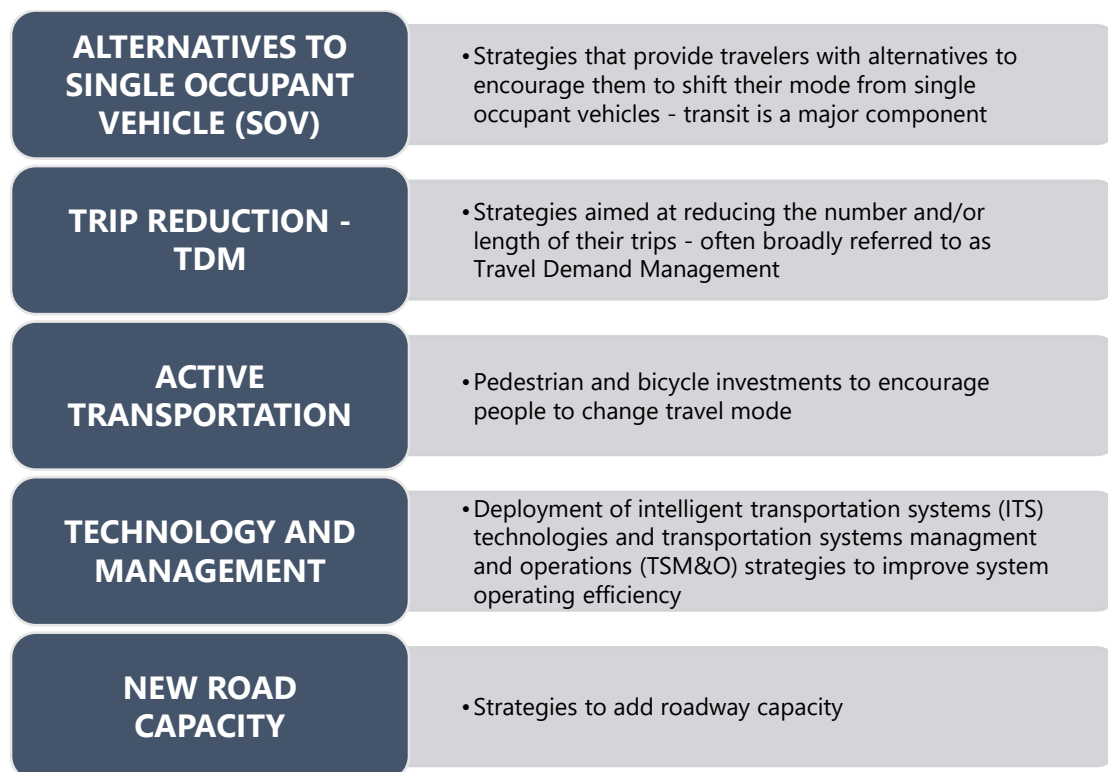 ALTERNATIVES TO
SINGLE OCCUPANT
VEHICLE (SOV)
•Strategies that provide travelers with alternatives to
encourage them to shift their mode from single
occupant vehicles - transit is a major component
TRIP REDUCTION -
TDM
•Strategies aimed at reducing the number and/or
length of their trips - often broadly referred to as
Travel Demand Management
ACTIVE
TRANSPORTATION
•Pedestrian and bicycle investments to encourage
people to change travel mode
TECHNOLOGY AND
MANAGEMENT
•Deployment of intelligent transportation systems (ITS)
technologies and transportation systems managment
and operations (TSM&O) strategies to improve system
operating efficiency
NEW ROAD
CAPACITY
•Strategies to add roadway capacity